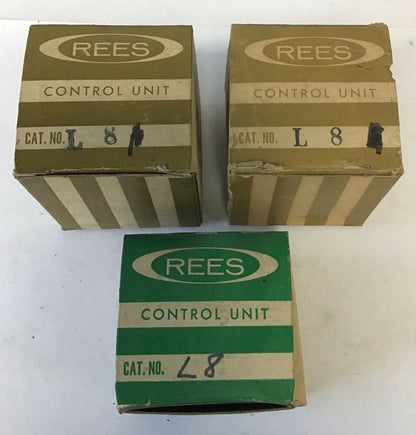 REES
CONTROL UNIT
CAT. NO. L 8
REES
CONTROL UNIT
CAT. NO. L 8
REES
CONTROL UNIT
CAT. NO. L8